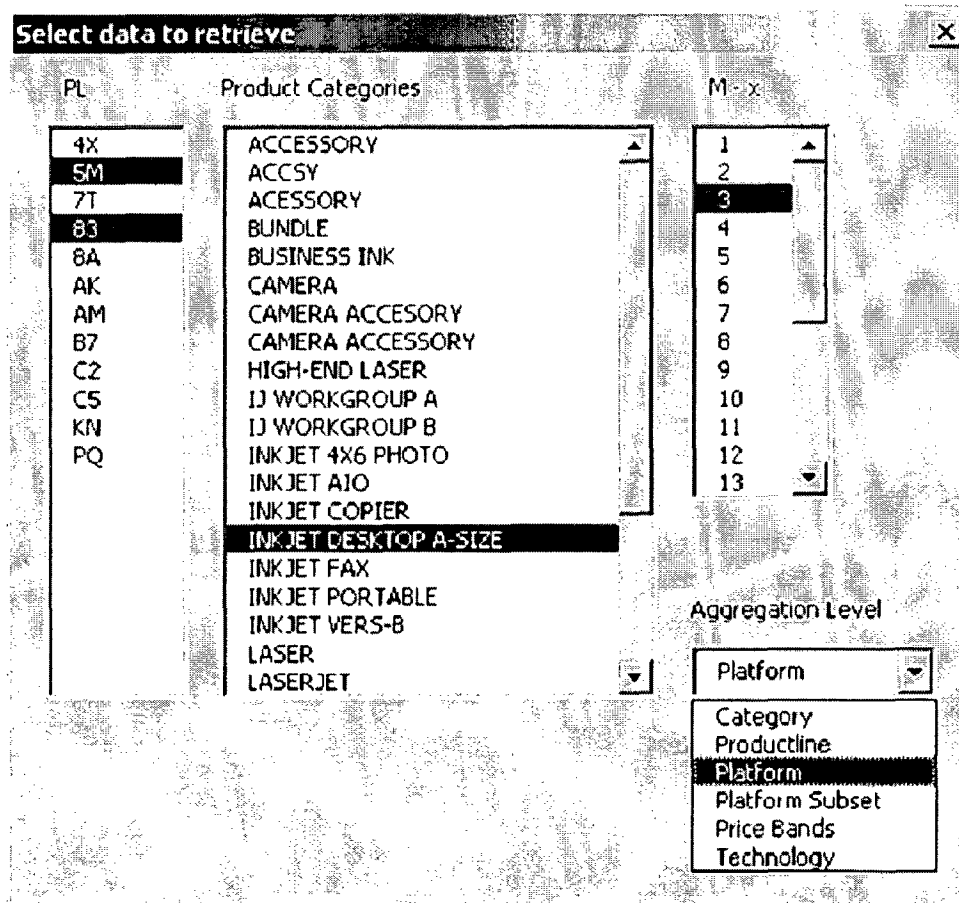 Select data to retrieve
PL
4X
5M
7T
83
8A
AK
AM
B7
C2
C5
KN
PQ
Product Categories
ACCESSORY
ACCSY
ACESSORY
BUNDLE
BUSINESS INK
CAMERA
CAMERA ACCESORY
CAMERA ACCESSORY
HIGH-END LASER
IJ WORKGROUP A
IJ WORKGROUP B
INKJET 4X6 PHOTO
INKJET AIO
INKJET COPIER
INKJET DESKTOP A-SIZE
INKJET FAX
INKJET PORTABLE
INKJET VERS-B
LASER
LASERJET
M - x
1
2
3
4
5
6
7
8
9
10
11
12
13
Aggregation Level
Platform
Category
Productline
Platform
Platform Subset
Price Bands
Technology